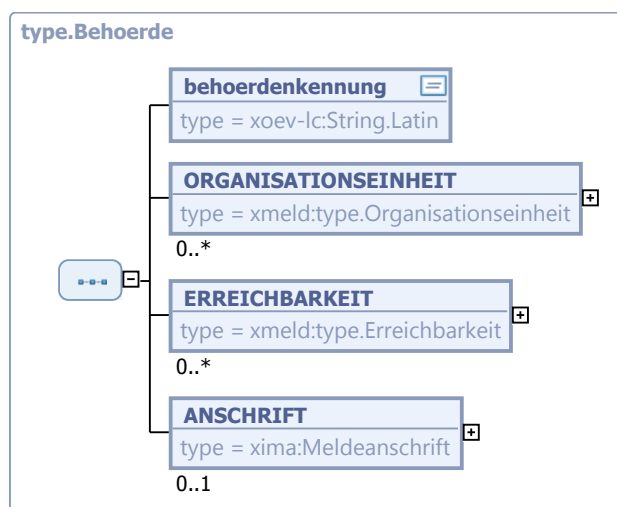 type.Behoerde
behoerdenkennung
type = xoev-lc:String.Latin
ORGANISATIONSEINHEIT
type = xmeld:type.Organisationseinheit
0..*
ERREICHBARKEIT
type = xmeld:type.Erreichbarkeit
0..*
ANSCHRIFT
type = xima:Meldeanschrift
0..1